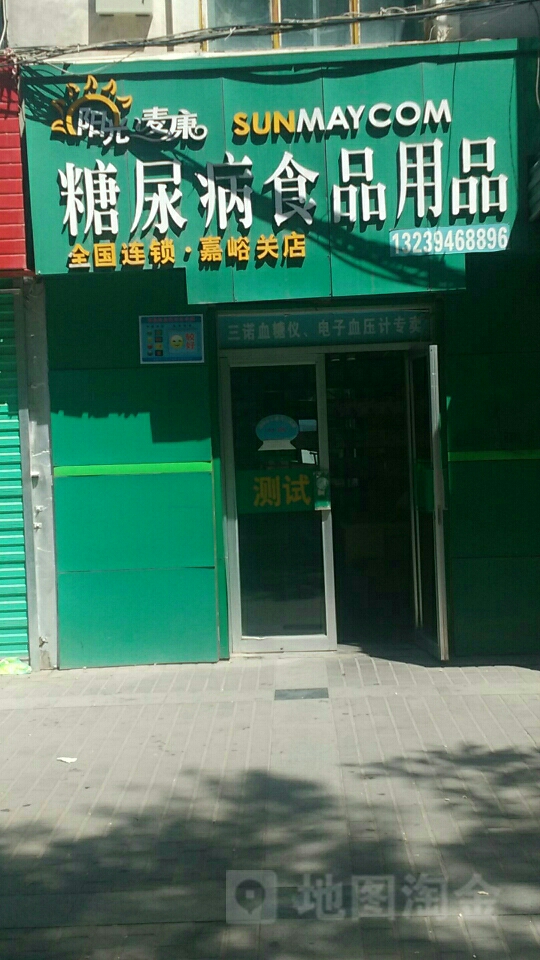 阳光麦康 SUNMAYCOM
糖尿病食品用品
全国连锁·嘉峪关店 13239468896
三诺血糖仪、电子血压计专卖
测试
地图淘金